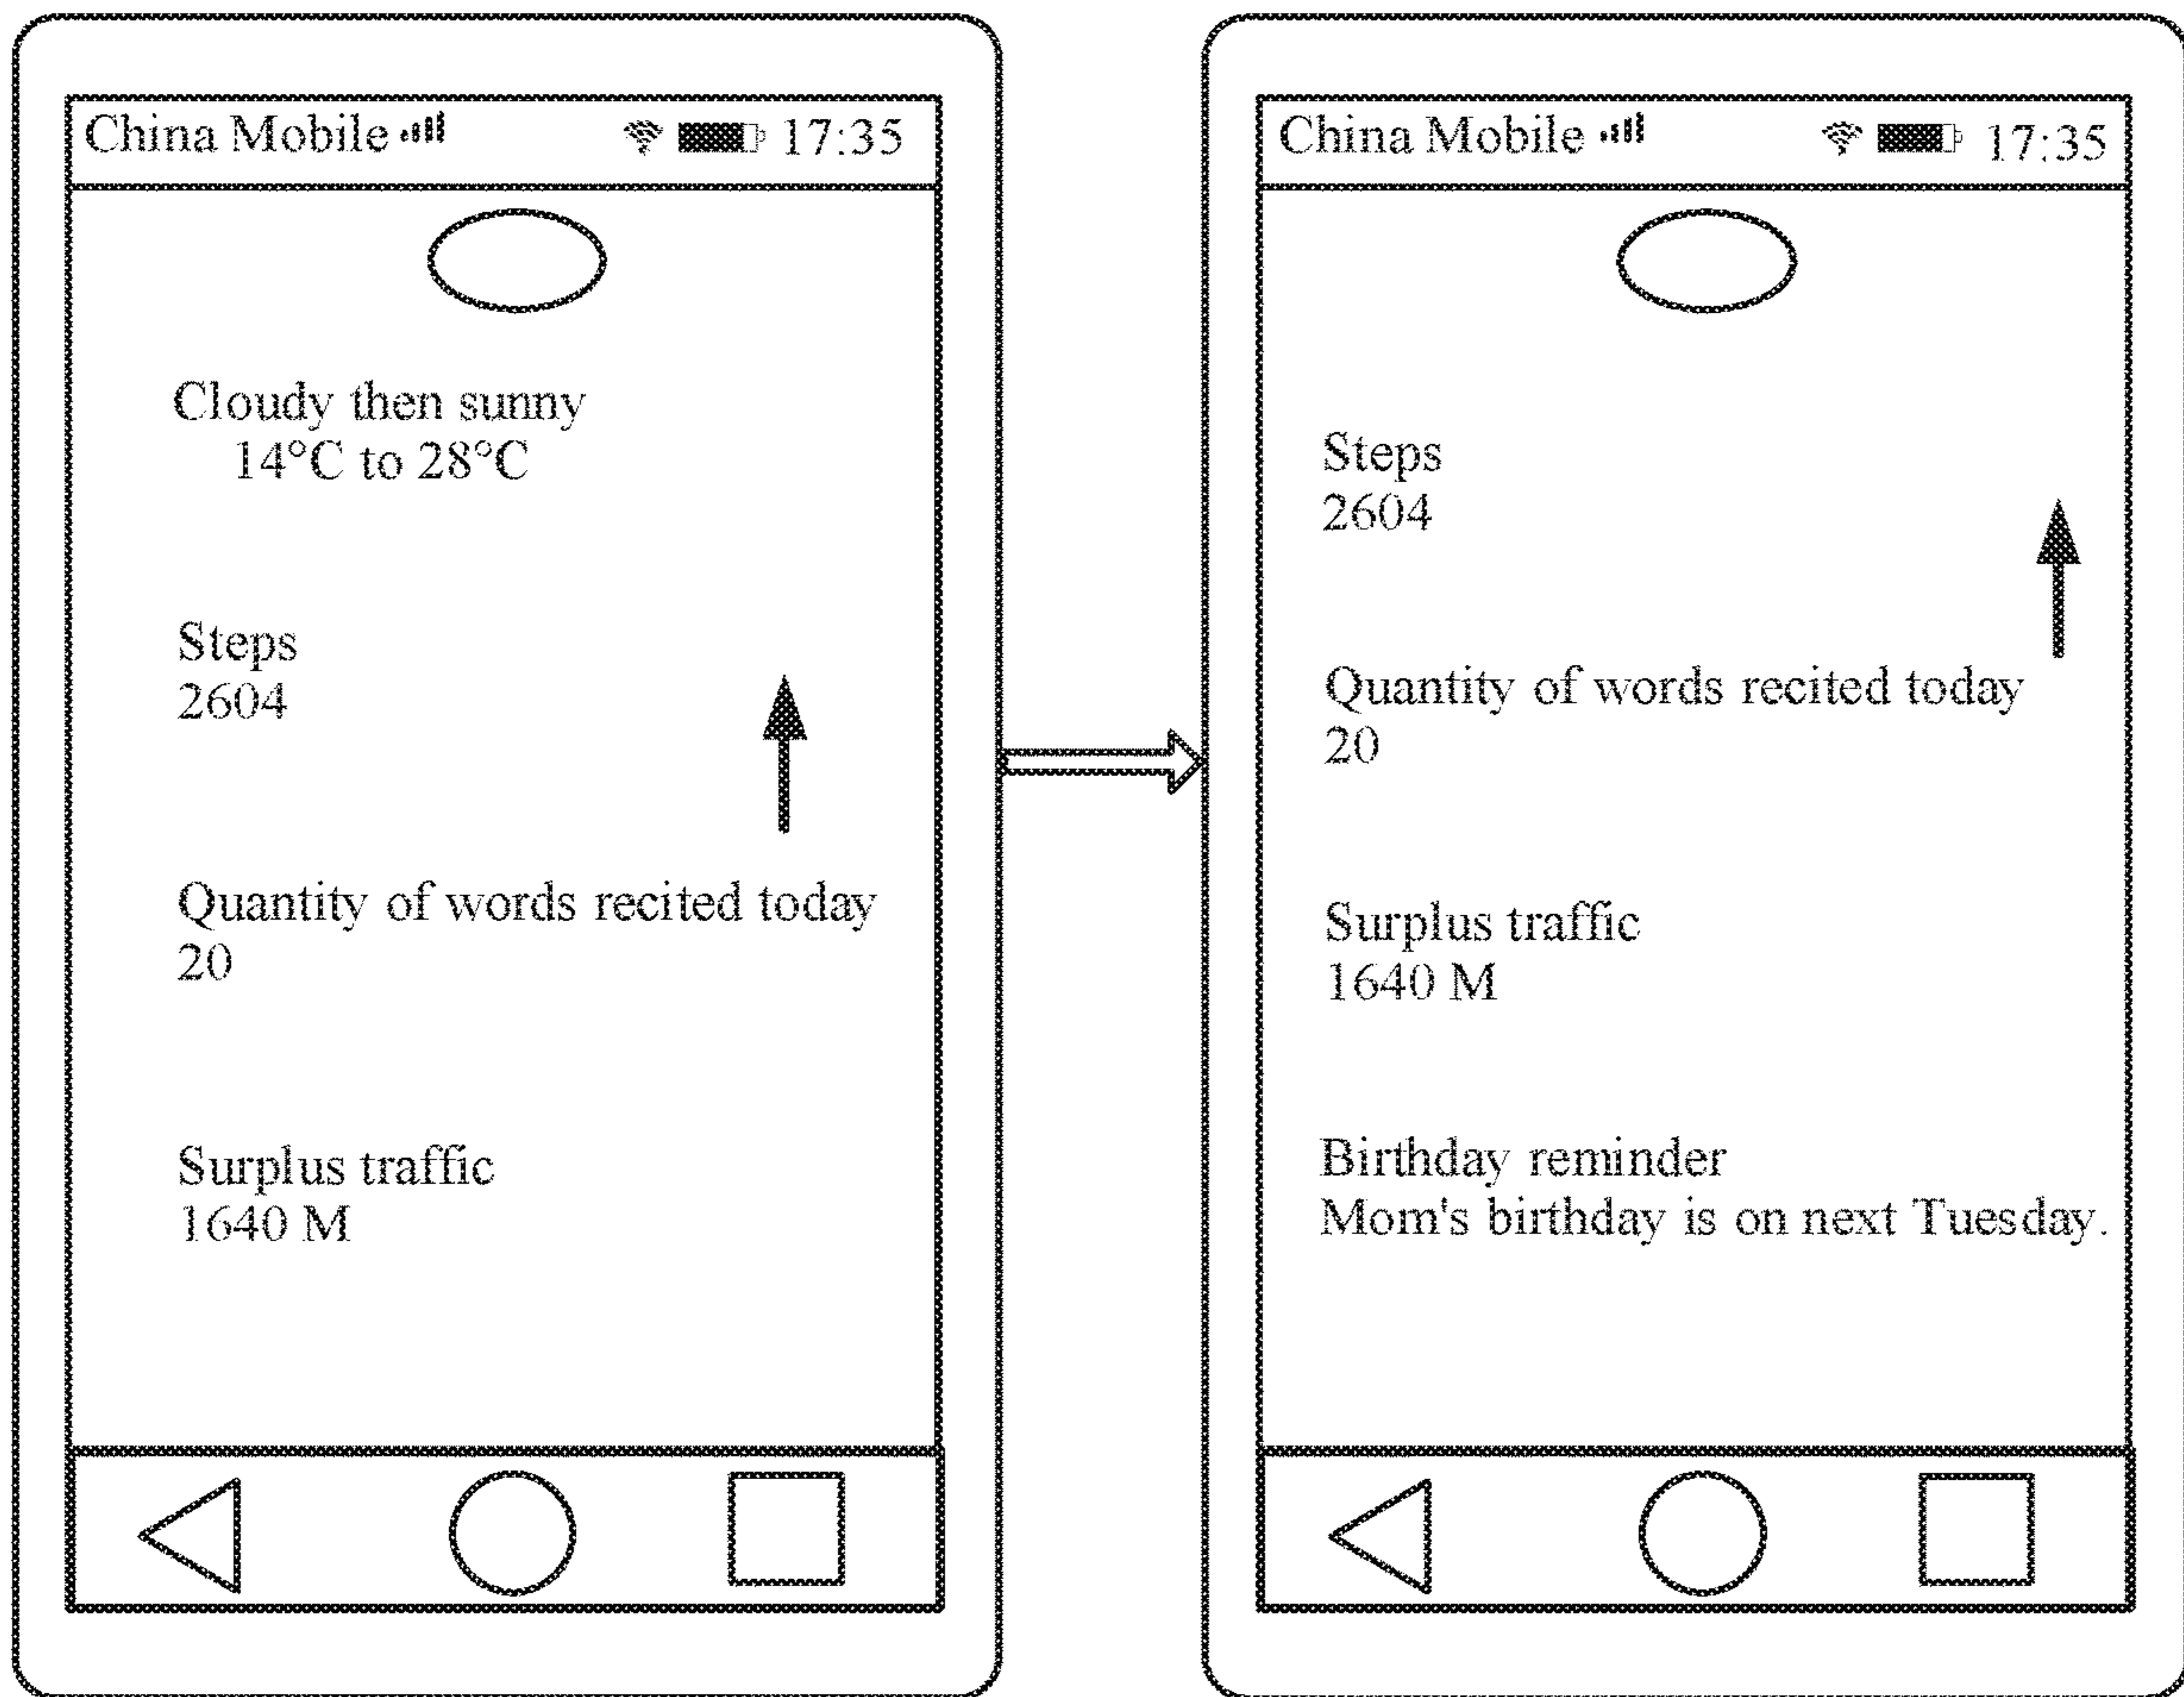 China Mobile 17:35
Cloudy then sunny
14°C to 28°C
Steps
2604
Quantity of words recited today
20
Surplus traffic
1640 M
China Mobile 17:35
Steps
2604
Quantity of words recited today
20
Surplus traffic
1640 M
Birthday reminder
Mom's birthday is on next Tuesday.